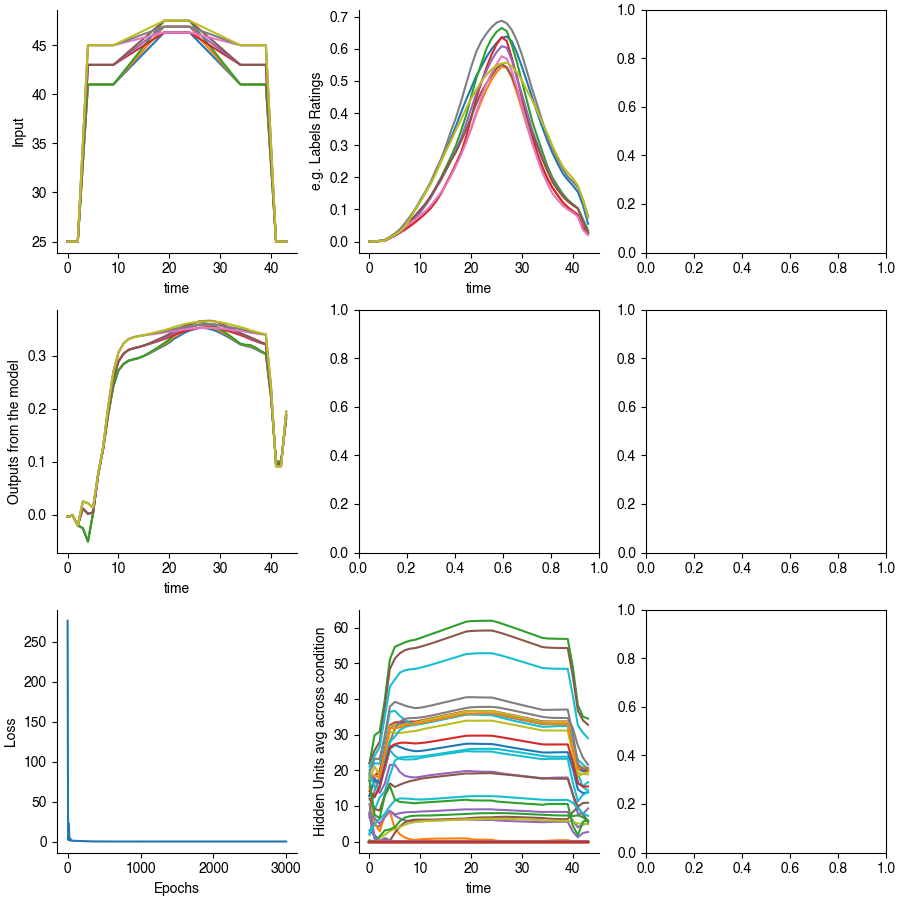 45
40
35
30
25
Input
0 10 20 30 40
time
0.7
0.6
0.5
0.4
0.3
0.2
0.1
0.0
e.g. Labels Ratings
0 10 20 30 40
time
1.0
0.8
0.6
0.4
0.2
0.0
0.0 0.2 0.4 0.6 0.8 1.0
0.3
0.2
0.1
0.0
Outputs from the model
0 10 20 30 40
time
1.0
0.8
0.6
0.4
0.2
0.0
0.0 0.2 0.4 0.6 0.8 1.0
1.0
0.8
0.6
0.4
0.2
0.0
0.0 0.2 0.4 0.6 0.8 1.0
250
200
150
100
50
0
Loss
0 1000 2000 3000
Epochs
60
50
40
30
20
10
0
Hidden Units avg across condition
0 10 20 30 40
time
1.0
0.8
0.6
0.4
0.2
0.0
0.0 0.2 0.4 0.6 0.8 1.0